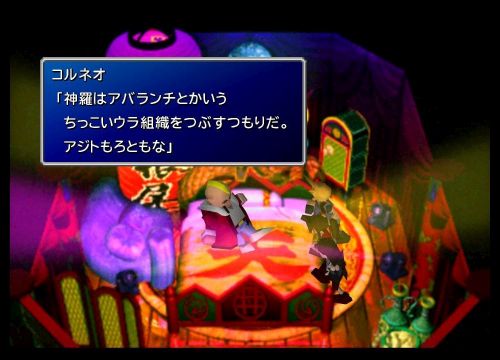 コルネオ
「神羅はアバランチとかいう
ちっこいウラ組織をつぶすつもりだ。
アジトもろともな」